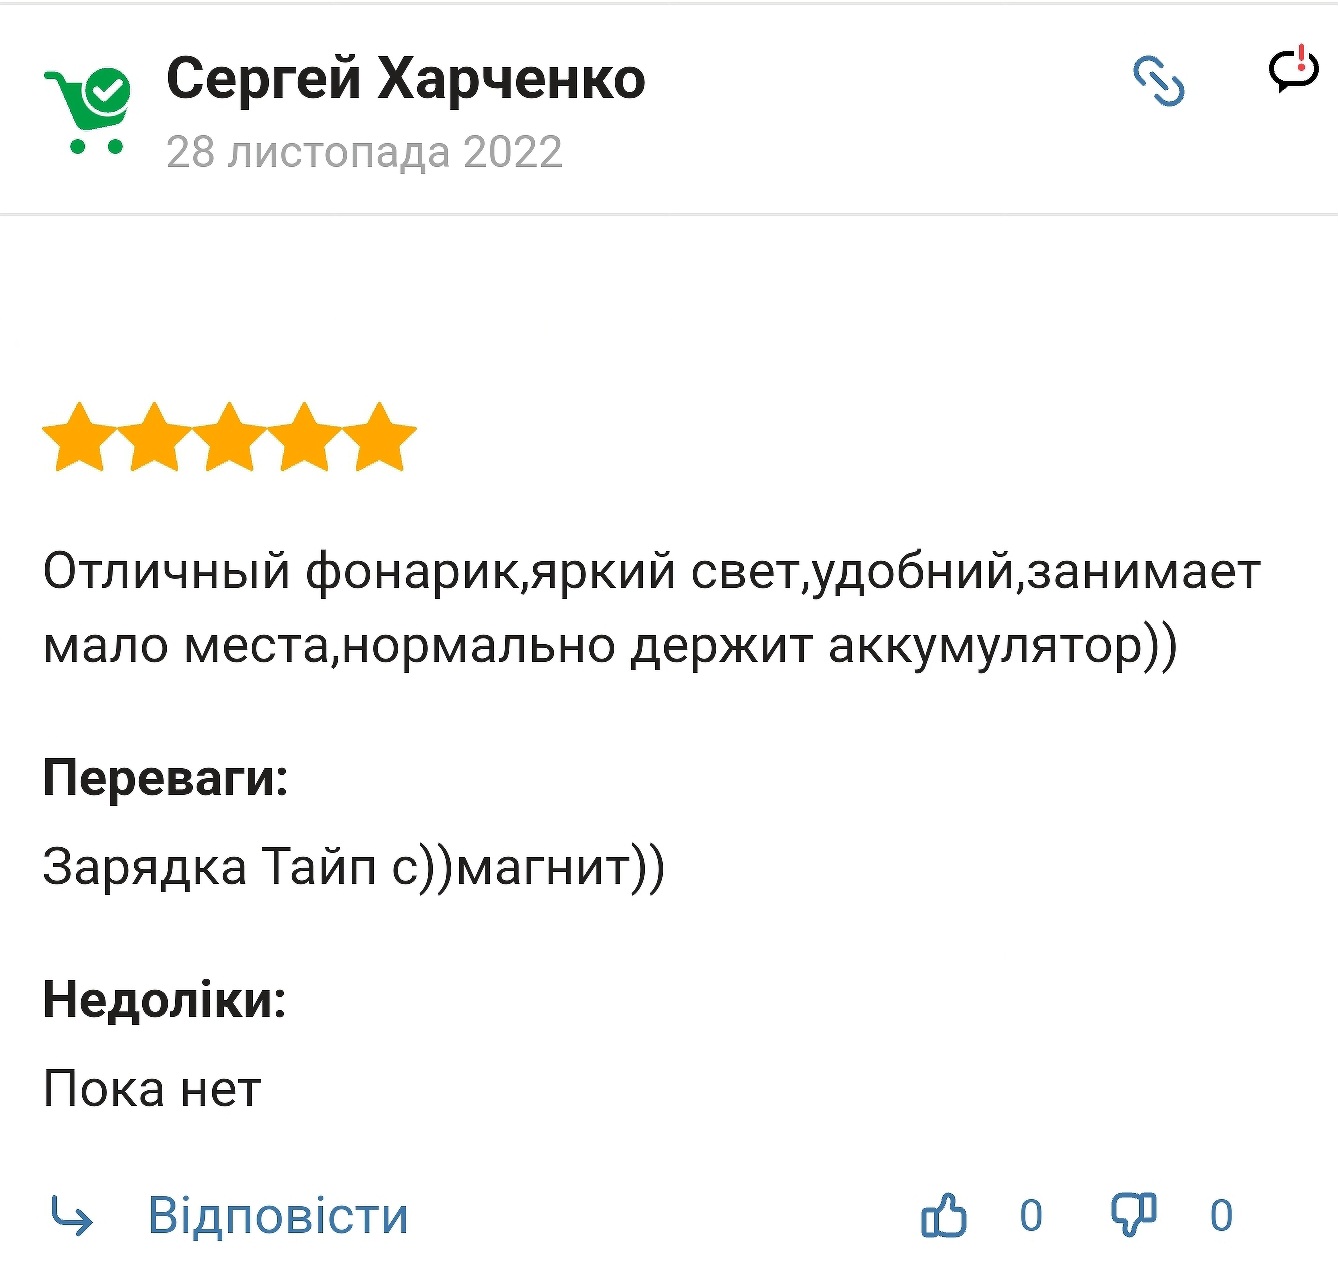 Сергей Харченко
28 листопада 2022
Отличный фонарик,яркий свет,удобний,занимает
мало места,нормально держит аккумулятор))
Переваги:
Зарядка Тайп с))магнит))
Недоліки:
Пока нет
Відповісти 0 0